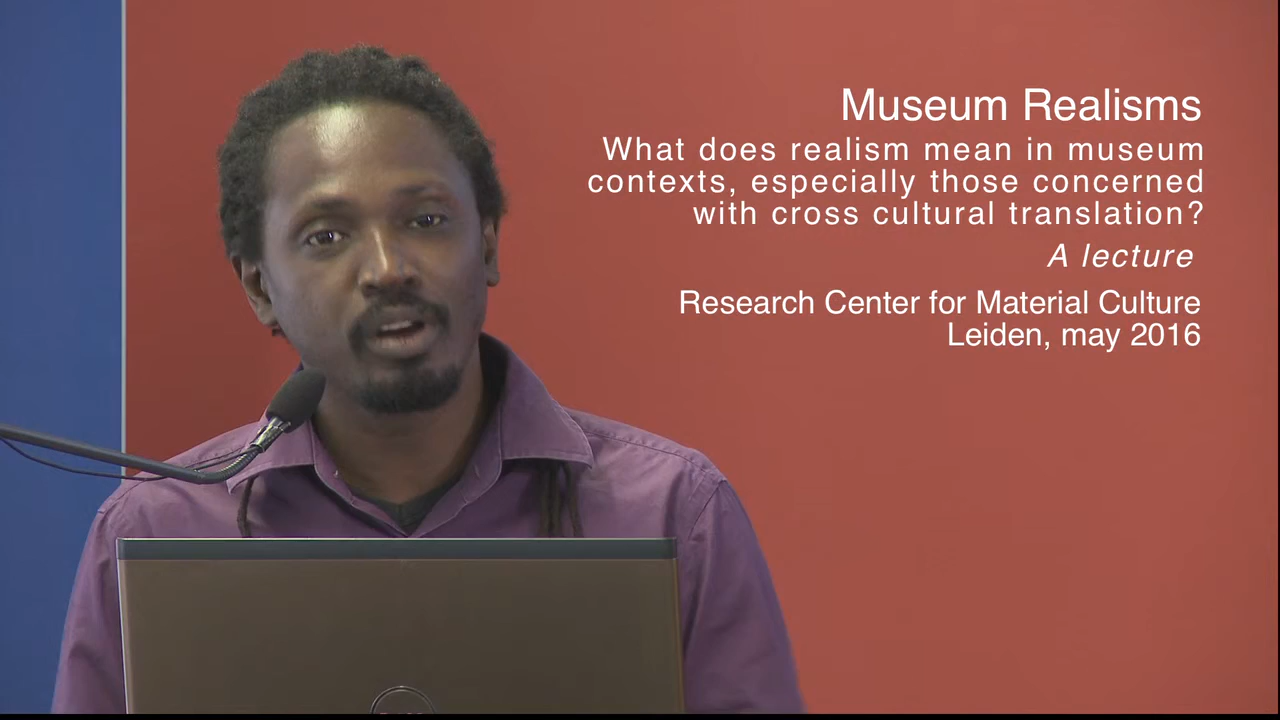 Museum Realisms
What does realism mean in museum
contexts, especially those concerned
with cross cultural translation?
A lecture
Research Center for Material Culture
Leiden, may 2016